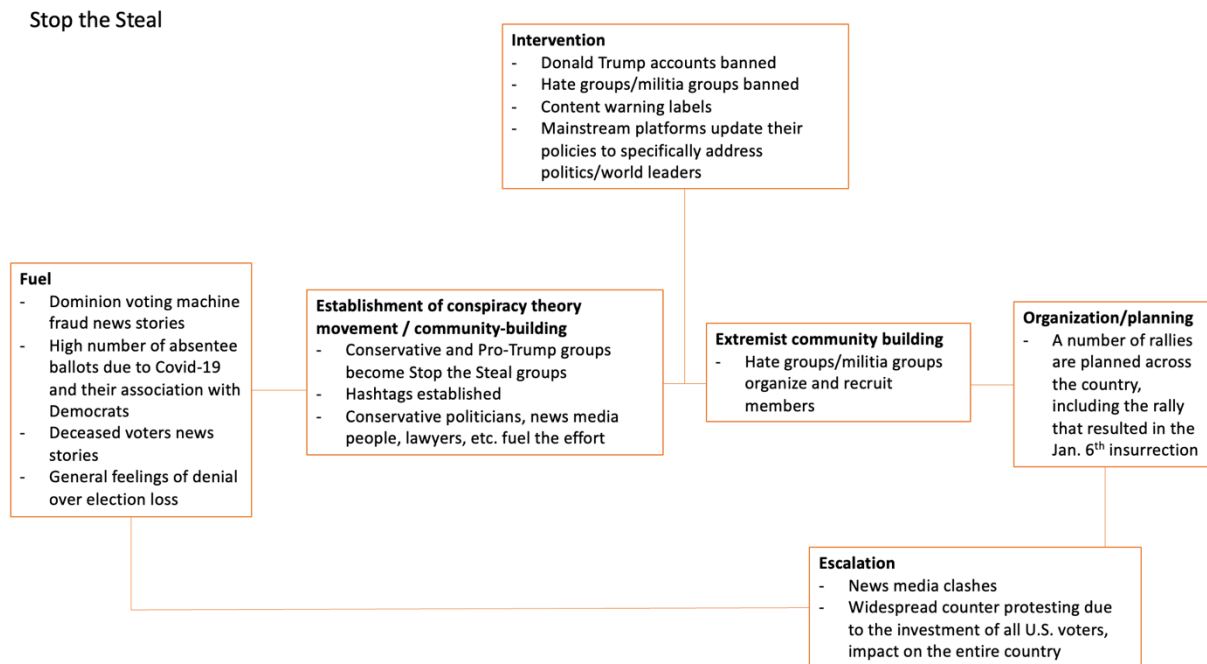 Stop the Steal
Intervention
- Donald Trump accounts banned
- Hate groups/militia groups banned
- Content warning labels
- Mainstream platforms update their
policies to specifically address
politics/world leaders
Fuel
- Dominion voting machine
fraud news stories
- High number of absentee
ballots due to Covid-19
and their association with
Democrats
- Deceased voters news
stories
- General feelings of denial
over election loss
Establishment of conspiracy theory
movement / community-building
- Conservative and Pro-Trump groups
become Stop the Steal groups
- Hashtags established
- Conservative politicians, news media
people, lawyers, etc. fuel the effort
Extremist community building
- Hate groups/militia groups
organize and recruit
members
Organization/planning
- A number of rallies
are planned across
the country,
including the rally
that resulted in the
Jan. 6th insurrection
Escalation
- News media clashes
- Widespread counter protesting due
to the investment of all U.S. voters,
impact on the entire country